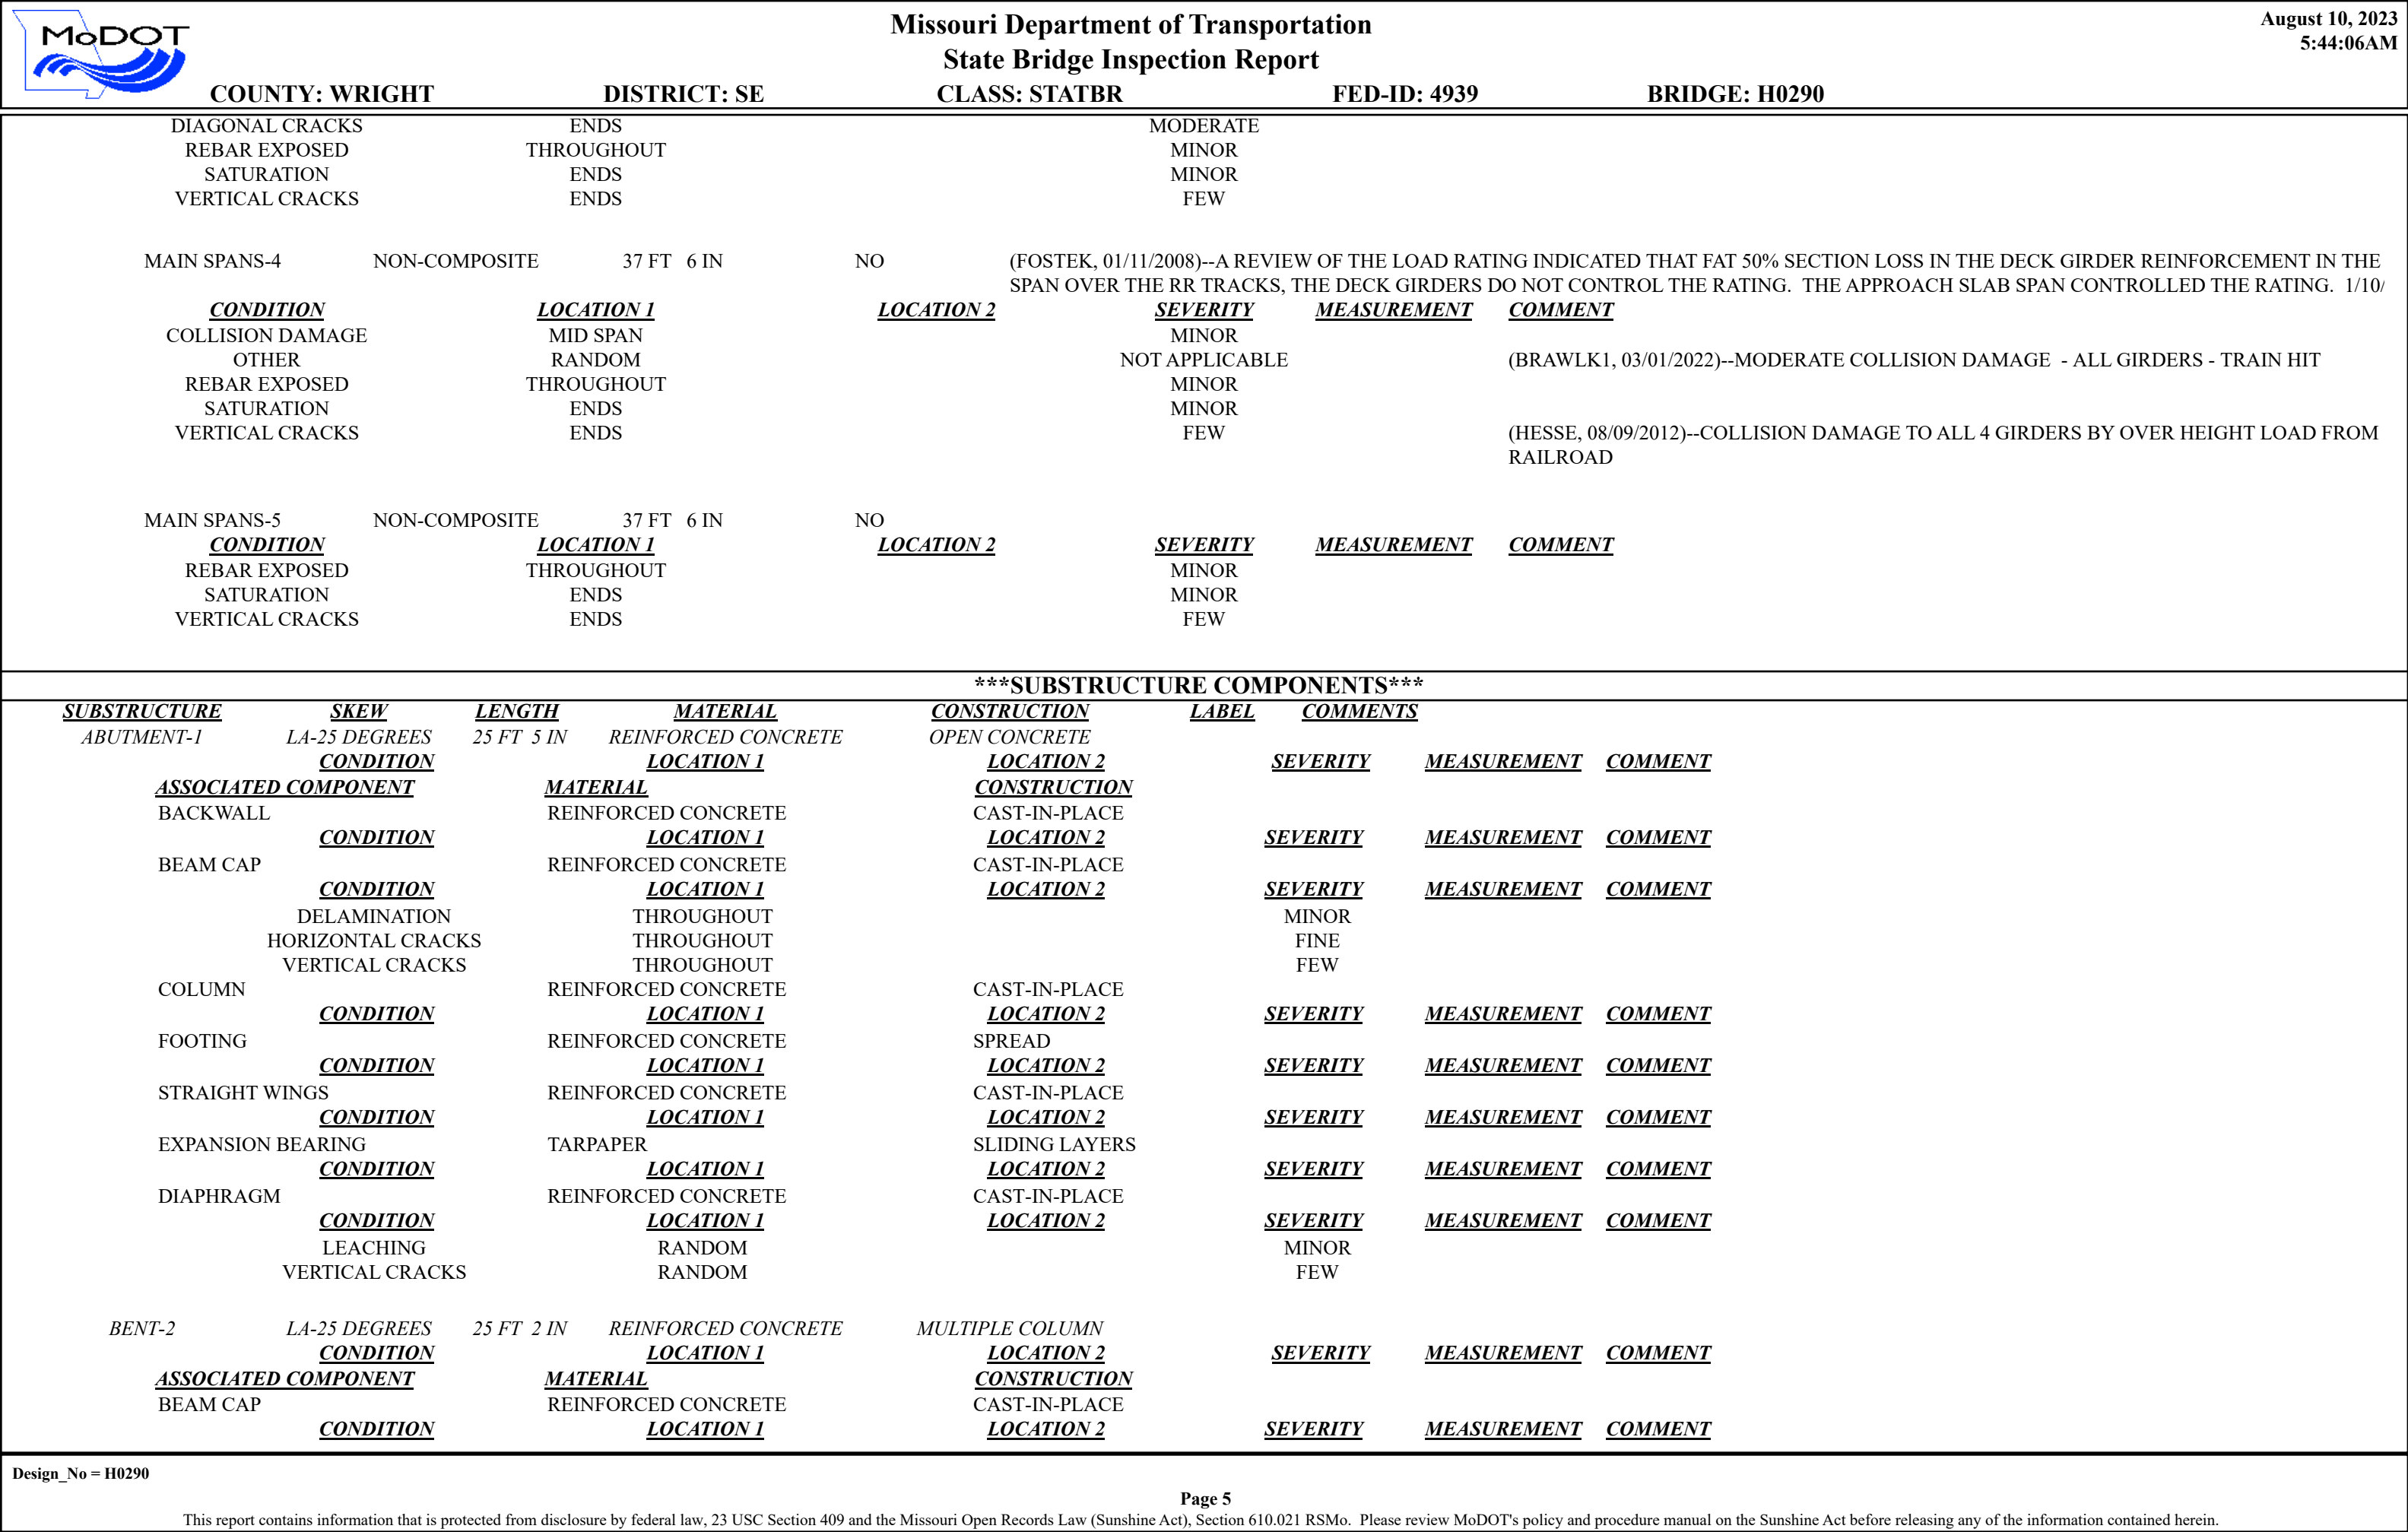 MoDOT
Missouri Department of Transportation
State Bridge Inspection Report
August 10, 2023
5:44:06AM
COUNTY: WRIGHT DISTRICT: SE CLASS: STATBR FED-ID: 4939 BRIDGE: H0290
DIAGONAL CRACKS ENDS MODERATE
REBAR EXPOSED THROUGHOUT MINOR
SATURATION ENDS MINOR
VERTICAL CRACKS ENDS FEW
MAIN SPANS-4 NON-COMPOSITE 37 FT 6 IN NO (FOSTEK, 01/11/2008)--A REVIEW OF THE LOAD RATING INDICATED THAT FAT 50% SECTION LOSS IN THE DECK GIRDER REINFORCEMENT IN THE
SPAN OVER THE RR TRACKS, THE DECK GIRDERS DO NOT CONTROL THE RATING. THE APPROACH SLAB SPAN CONTROLLED THE RATING. 1/10/
CONDITION LOCATION 1 LOCATION 2 SEVERITY MEASUREMENT COMMENT
COLLISION DAMAGE MID SPAN MINOR
OTHER RANDOM NOT APPLICABLE (BRAWLK1, 03/01/2022)--MODERATE COLLISION DAMAGE - ALL GIRDERS - TRAIN HIT
REBAR EXPOSED THROUGHOUT MINOR
SATURATION ENDS MINOR
VERTICAL CRACKS ENDS FEW (HESSE, 08/09/2012)--COLLISION DAMAGE TO ALL 4 GIRDERS BY OVER HEIGHT LOAD FROM
RAILROAD
MAIN SPANS-5 NON-COMPOSITE 37 FT 6 IN NO
CONDITION LOCATION 1 LOCATION 2 SEVERITY MEASUREMENT COMMENT
REBAR EXPOSED THROUGHOUT MINOR
SATURATION ENDS MINOR
VERTICAL CRACKS ENDS FEW
***SUBSTRUCTURE COMPONENTS***
SUBSTRUCTURE SKEW LENGTH MATERIAL CONSTRUCTION LABEL COMMENTS
ABUTMENT-1 LA-25 DEGREES 25 FT 5 IN REINFORCED CONCRETE OPEN CONCRETE
CONDITION LOCATION 1 LOCATION 2 SEVERITY MEASUREMENT COMMENT
ASSOCIATED COMPONENT MATERIAL CONSTRUCTION
BACKWALL REINFORCED CONCRETE CAST-IN-PLACE
CONDITION LOCATION 1 LOCATION 2 SEVERITY MEASUREMENT COMMENT
BEAM CAP REINFORCED CONCRETE CAST-IN-PLACE
CONDITION LOCATION 1 LOCATION 2 SEVERITY MEASUREMENT COMMENT
DELAMINATION THROUGHOUT MINOR
HORIZONTAL CRACKS THROUGHOUT FINE
VERTICAL CRACKS THROUGHOUT FEW
COLUMN REINFORCED CONCRETE CAST-IN-PLACE
CONDITION LOCATION 1 LOCATION 2 SEVERITY MEASUREMENT COMMENT
FOOTING REINFORCED CONCRETE SPREAD
CONDITION LOCATION 1 LOCATION 2 SEVERITY MEASUREMENT COMMENT
STRAIGHT WINGS REINFORCED CONCRETE CAST-IN-PLACE
CONDITION LOCATION 1 LOCATION 2 SEVERITY MEASUREMENT COMMENT
EXPANSION BEARING TARPAPER SLIDING LAYERS
CONDITION LOCATION 1 LOCATION 2 SEVERITY MEASUREMENT COMMENT
DIAPHRAGM REINFORCED CONCRETE CAST-IN-PLACE
CONDITION LOCATION 1 LOCATION 2 SEVERITY MEASUREMENT COMMENT
LEACHING RANDOM MINOR
VERTICAL CRACKS RANDOM FEW
BENT-2 LA-25 DEGREES 25 FT 2 IN REINFORCED CONCRETE MULTIPLE COLUMN
CONDITION LOCATION 1 LOCATION 2 SEVERITY MEASUREMENT COMMENT
ASSOCIATED COMPONENT MATERIAL CONSTRUCTION
BEAM CAP REINFORCED CONCRETE CAST-IN-PLACE
CONDITION LOCATION 1 LOCATION 2 SEVERITY MEASUREMENT COMMENT
Design_No = H0290
Page 5
This report contains information that is protected from disclosure by federal law, 23 USC Section 409 and the Missouri Open Records Law (Sunshine Act), Section 610.021 RSMo. Please review MoDOT's policy and procedure manual on the Sunshine Act before releasing any of the information contained herein.